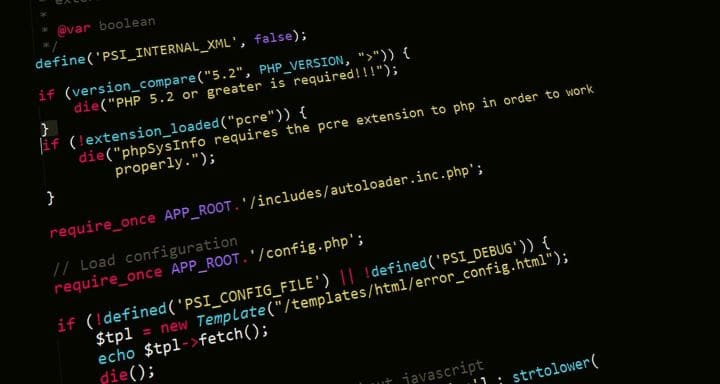 *
* @var boolean
*/
define('PSI_INTERNAL_XML', false);
if (version_compare("5.2", PHP_VERSION, ">")) {
die("PHP 5.2 or greater is required!!!");
}
if (!extension_loaded("pcre")) {
die("phpSysInfo requires the pcre extension to php in order to work
properly.");
}
require_once APP_ROOT.'/includes/autoloader.inc.php';
// Load configuration
require_once APP_ROOT.'/config.php';
if (!defined('PSI_CONFIG_FILE') || !defined('PSI_DEBUG')) {
$tpl = new Template("/templates/html/error_config.html");
echo $tpl->fetch();
die();
javascript
: strtolower(